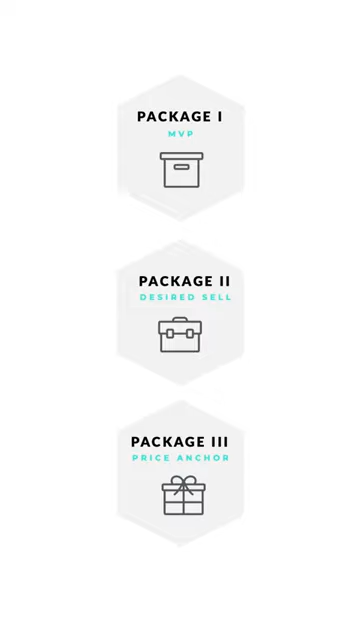 PACKAGE I
MVP
PACKAGE II
DESIRED SELL
PACKAGE III
PRICE ANCHOR